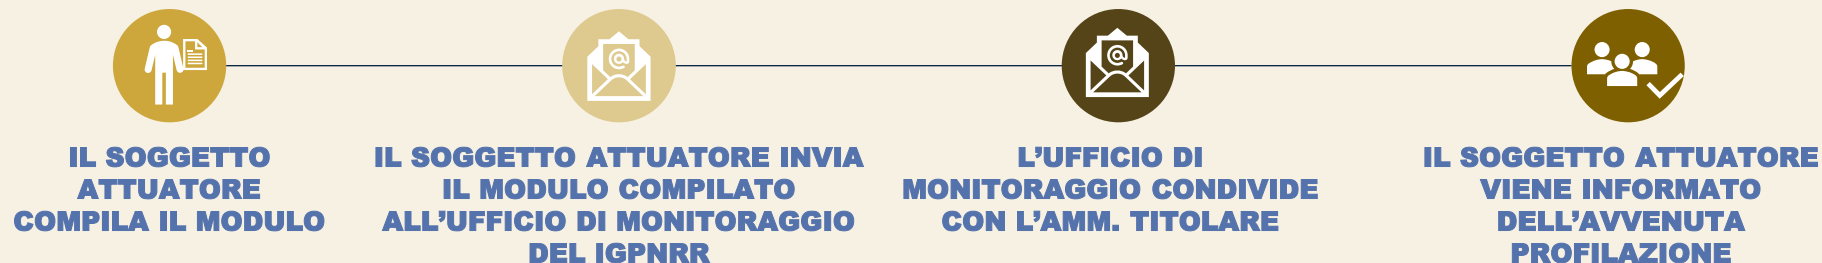 IL SOGGETTO
ATTUATORE
COMPILA IL MODULO
IL SOGGETTO ATTUATORE INVIA
IL MODULO COMPILATO
ALL’UFFICIO DI MONITORAGGIO
DEL IGPNRR
L’UFFICIO DI
MONITORAGGIO CONDIVIDE
CON L’AMM. TITOLARE
IL SOGGETTO ATTUATORE
VIENE INFORMATO
DELL’AVVENUTA
PROFILAZIONE